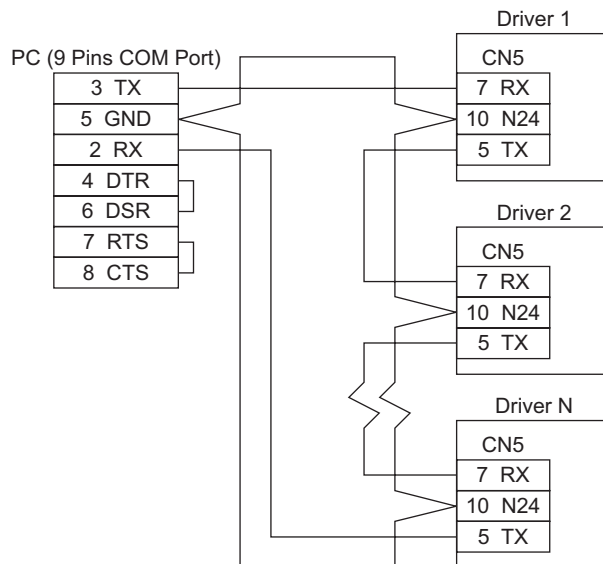 PC (9 Pins COM Port)
3 TX
5 GND
2 RX
4 DTR
6 DSR
7 RTS
8 CTS
Driver 1
CN5
7 RX
10 N24
5 TX
Driver 2
CN5
7 RX
10 N24
5 TX
Driver N
CN5
7 RX
10 N24
5 TX